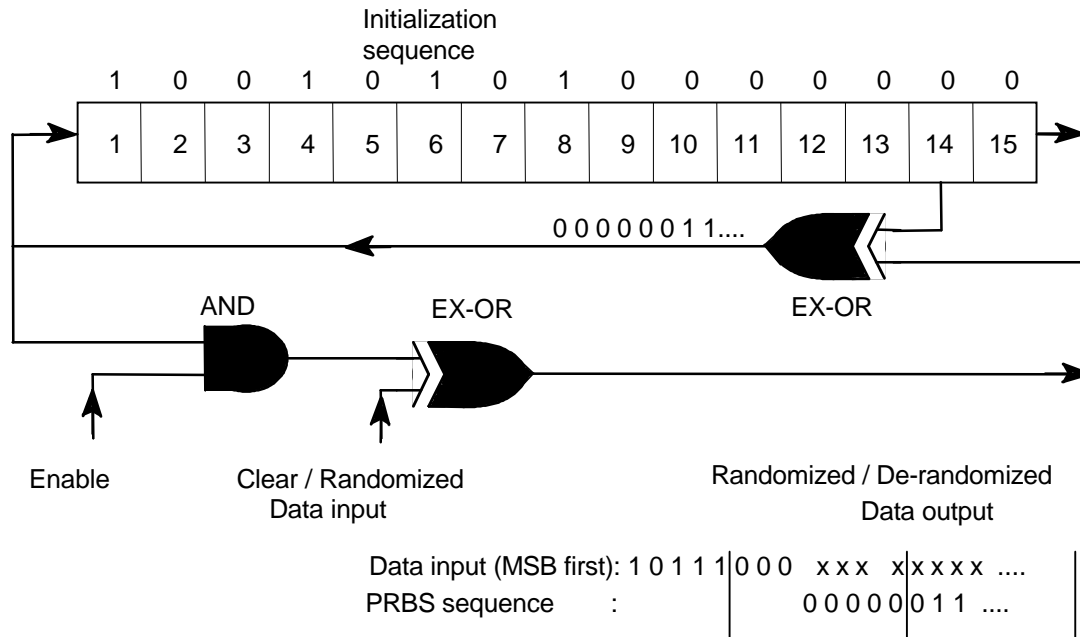 Initialization
sequence
1 0 0 1 0 1 0 1 0 0 0 0 0 0 0
1 2 3 4 5 6 7 8 9 10 11 12 13 14 15
0 0 0 0 0 0 1 1....
AND
EX-OR
EX-OR
Enable
Clear / Randomized
Data input
Randomized / De-randomized
Data output
Data input (MSB first): 1 0 1 1 1 0 0 0 x x x x x x x x ....
PRBS sequence : 0 0 0 0 0 0 1 1 ....